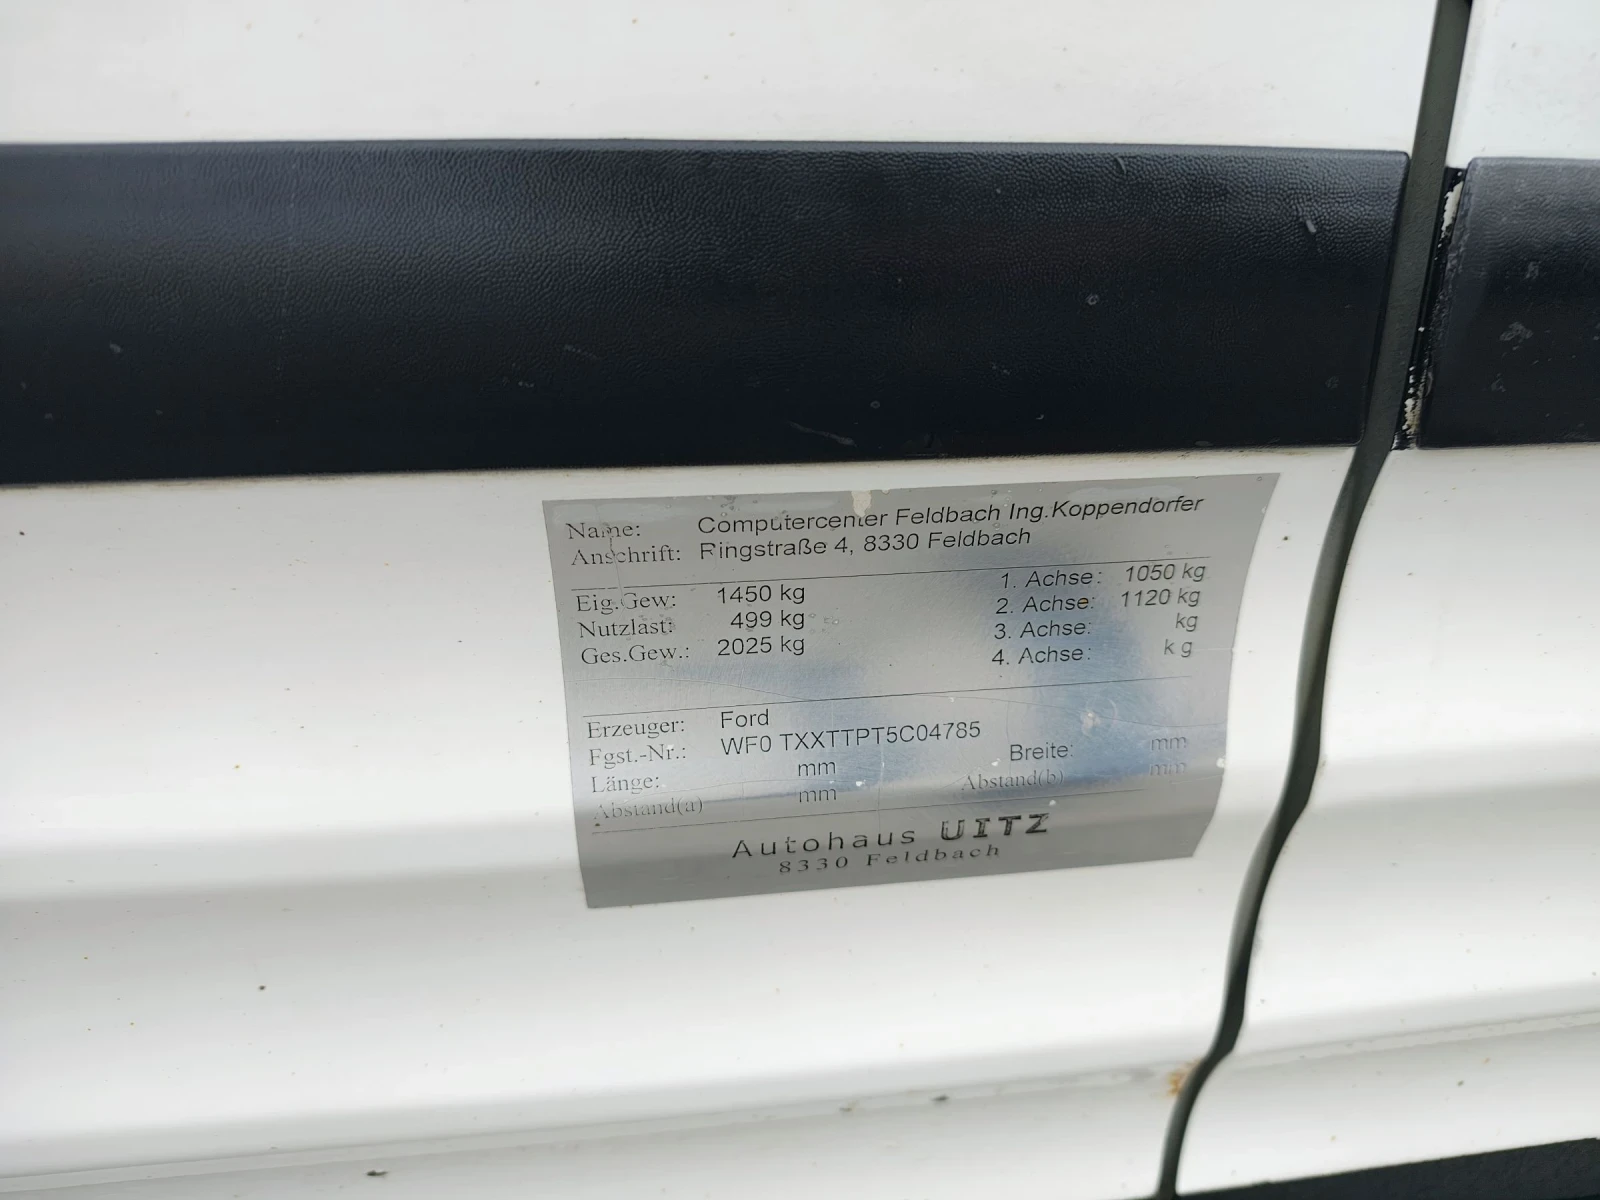 Name: Computercenter Feldbach Ing.Koppendorfer
Anschrift: Ringstraße 4, 8330 Feldbach
Eig.Gew: 1450 kg 1. Achse: 1050 kg
Nutzlast: 499 kg 2. Achse: 1120 kg
Ges.Gew.: 2025 kg 3. Achse: kg
4. Achse: kg
Erzeuger: Ford
Fgst.-Nr.: WF0 TXXTTPT5C04785
Länge: mm Breite: mm
Abstand(a) mm Abstand(b) mm
Autohaus UITZ
8330 Feldbach